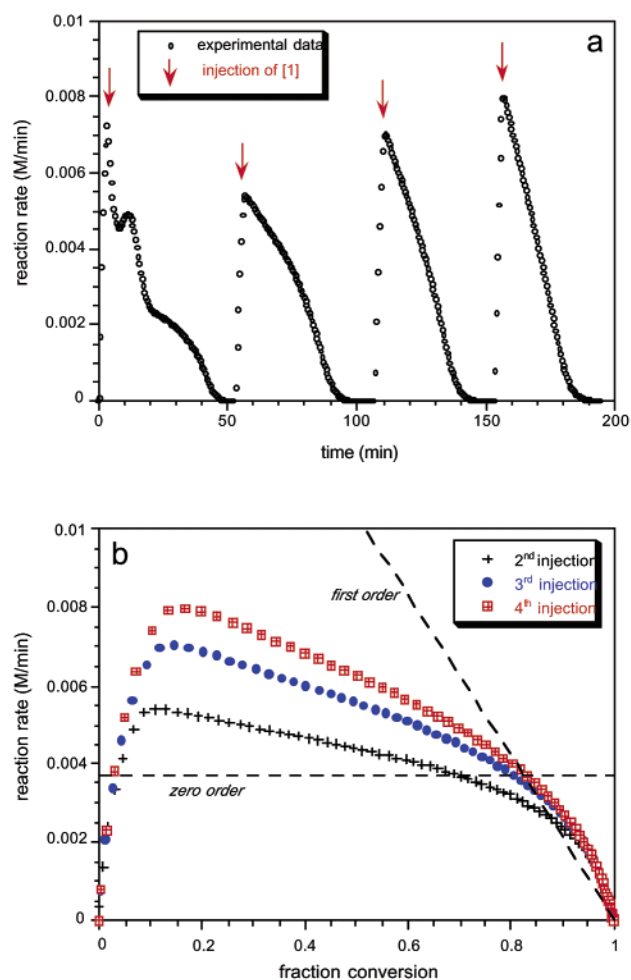 0.01
a
experimental data
injection of [1]
0.008
0.006
0.004
0.002
0
reaction rate (M/min)
0 50 100 150 200
time (min)
0.01
b
2nd injection
3rd injection
4th injection
first order
0.008
0.006
0.004
zero order
0.002
0
reaction rate (M/min)
0 0.2 0.4 0.6 0.8 1
fraction conversion